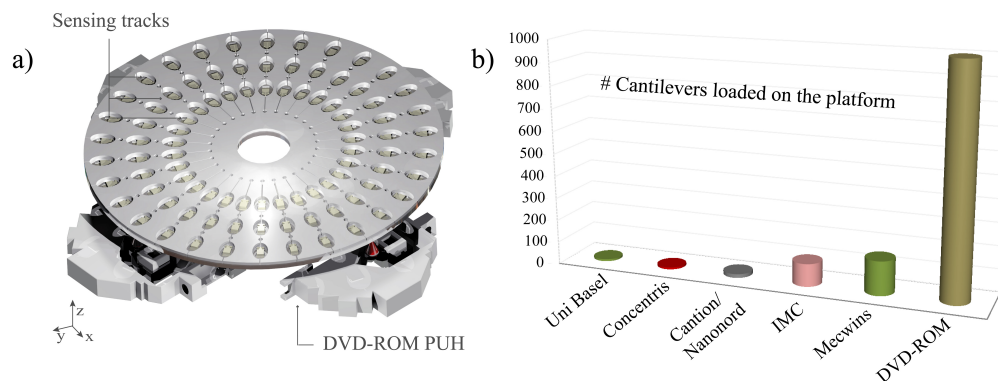 Sensing tracks
a)
z
y
x
DVD-ROM PUH
b)
# Cantilevers loaded on the platform
1000
900
800
700
600
500
400
300
200
100
0
Uni Basel
Concentris
Cantion/
Nanonord
IMC
Mecwins
DVD-ROM